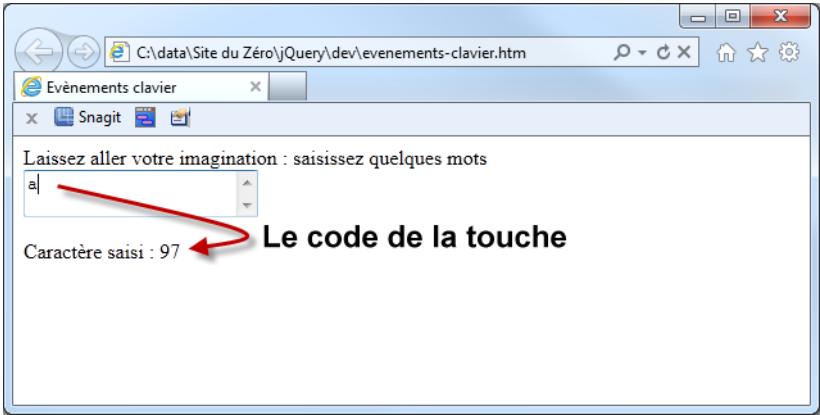 C:\data\Site du Zéro\jQuery\dev\evenements-clavier.htm
Evènements clavier
Snagit
Laissez aller votre imagination : saisissez quelques mots
a
Le code de la touche
Caractère saisi : 97